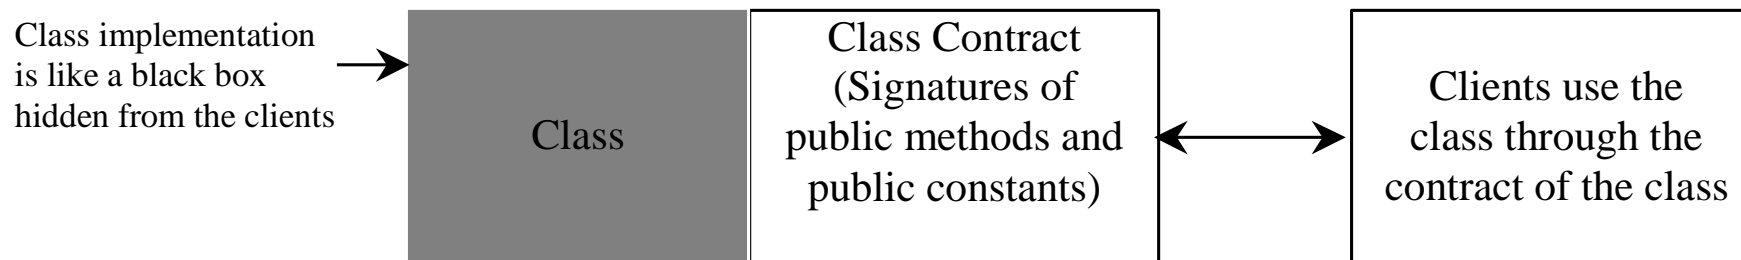 Class implementation
is like a black box
hidden from the clients
Class
Class Contract
(Signatures of
public methods and
public constants)
Clients use the
class through the
contract of the class